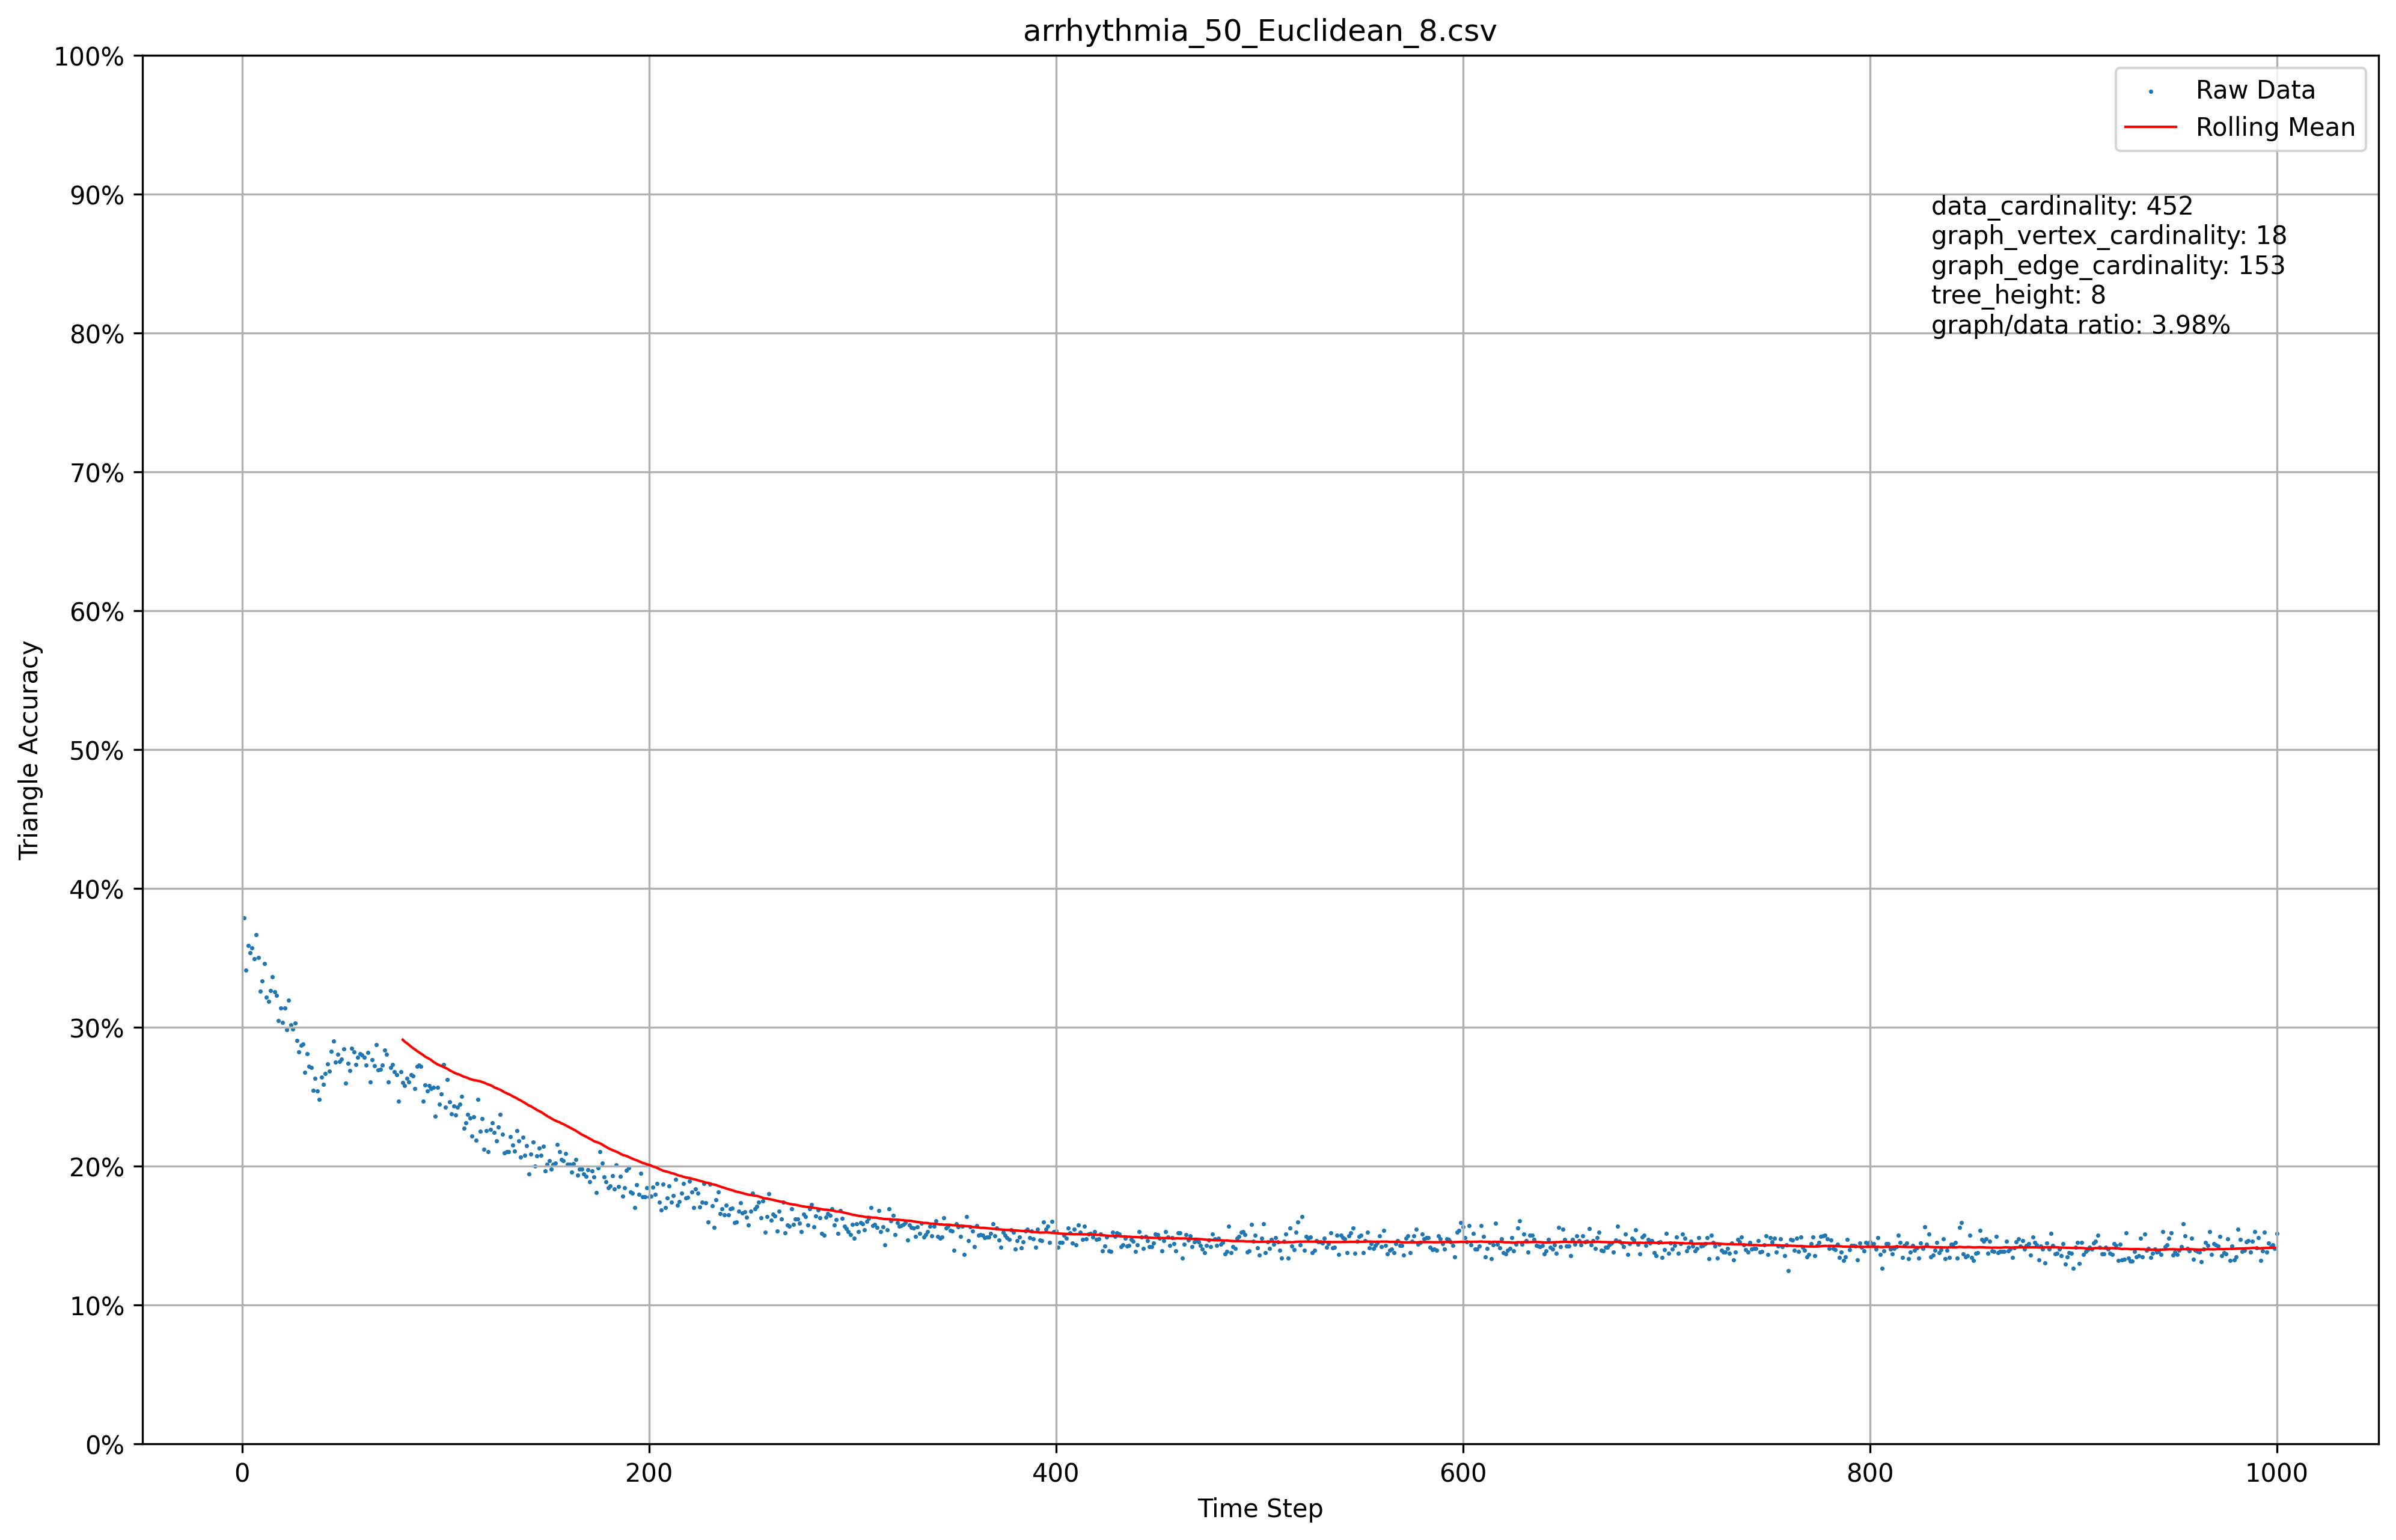 arrhythmia_50_Euclidean_8.csv
100%
90%
80%
70%
60%
50%
40%
30%
20%
10%
0%
Triangle Accuracy
Raw Data
Rolling Mean
data_cardinality: 452
graph_vertex_cardinality: 18
graph_edge_cardinality: 153
tree_height: 8
graph/data ratio: 3.98%
0 200 400 600 800 1000
Time Step